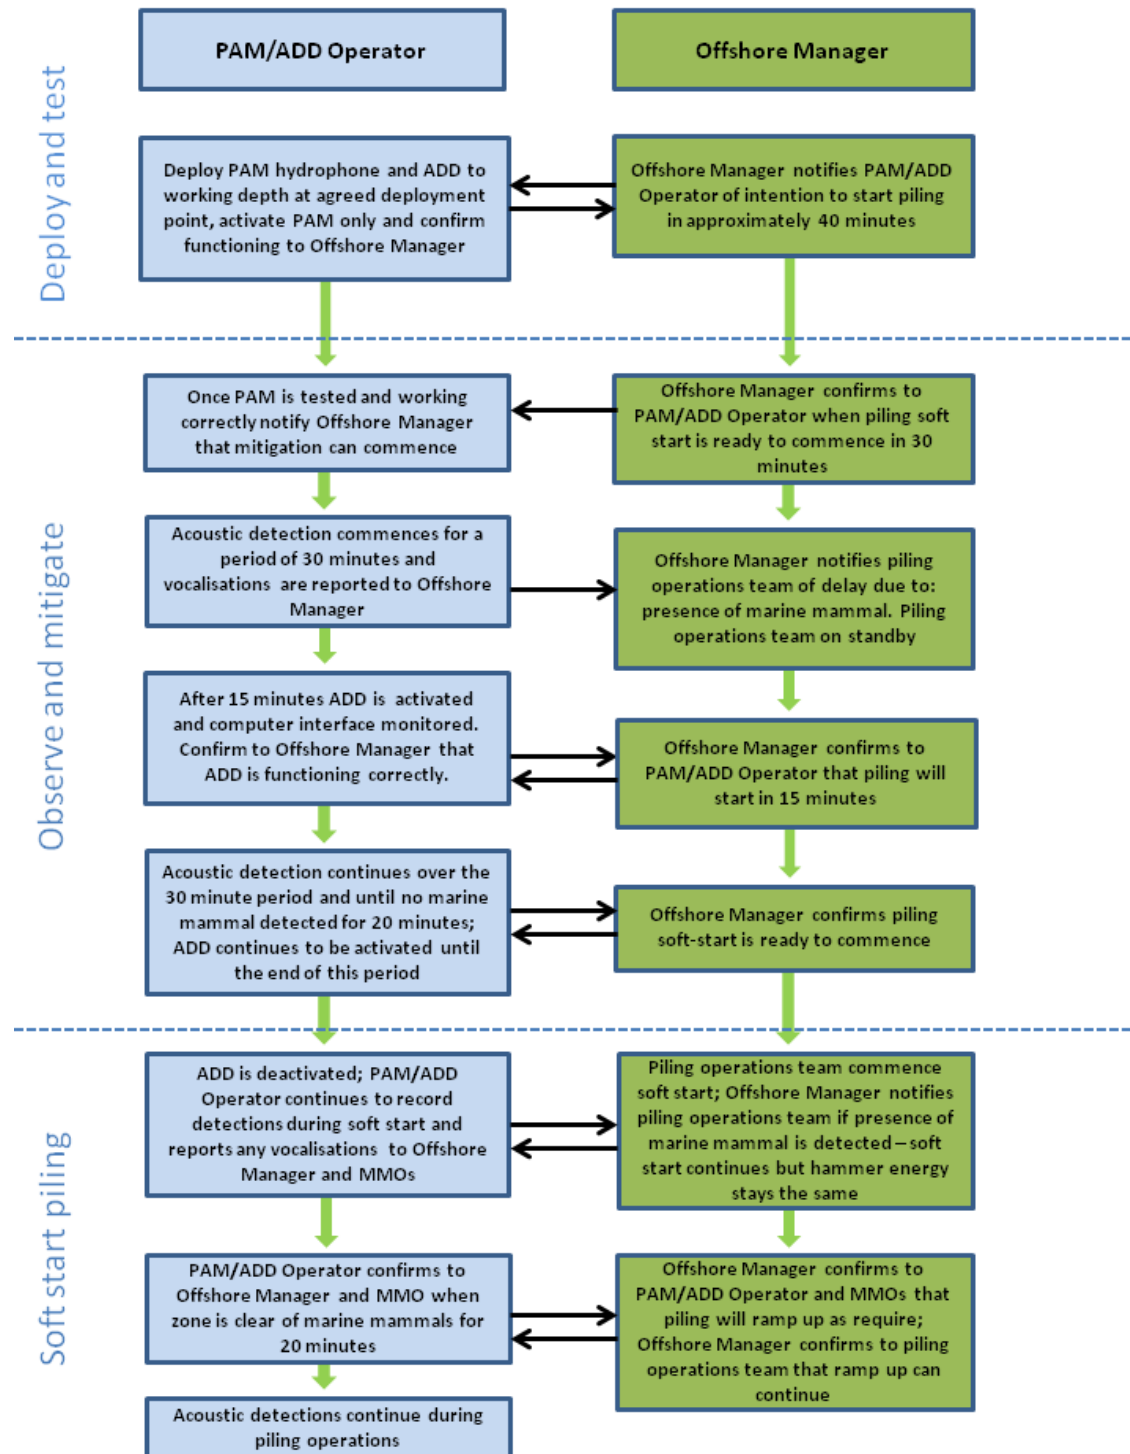 PAM/ADD Operator
Offshore Manager
Deploy and test
Deploy PAM hydrophone and ADD to
working depth at agreed deployment
point, activate PAM only and confirm
functioning to Offshore Manager
Offshore Manager notifies PAM/ADD
Operator of intention to start piling
in approximately 40 minutes
Observe and mitigate
Once PAM is tested and working
correctly notify Offshore Manager
that mitigation can commence
Offshore Manager confirms to
PAM/ADD Operator when piling soft
start is ready to commence in 30
minutes
Acoustic detection commences for a
period of 30 minutes and
vocalisations are reported to Offshore
Manager
Offshore Manager notifies piling
operations team of delay due to:
presence of marine mammal. Piling
operations team on standby
After 15 minutes ADD is activated
and computer interface monitored.
Confirm to Offshore Manager that
ADD is functioning correctly.
Offshore Manager confirms to
PAM/ADD Operator that piling will
start in 15 minutes
Acoustic detection continues over the
30 minute period and until no marine
mammal detected for 20 minutes;
ADD continues to be activated until
the end of this period
Offshore Manager confirms piling
soft-start is ready to commence
Soft start piling
ADD is deactivated; PAM/ADD
Operator continues to record
detections during soft start and
reports any vocalisations to Offshore
Manager and MMOs
Piling operations team commence
soft start; Offshore Manager notifies
piling operations team if presence of
marine mammal is detected – soft
start continues but hammer energy
stays the same
PAM/ADD Operator confirms to
Offshore Manager and MMO when
zone is clear of marine mammals for
20 minutes
Offshore Manager confirms to
PAM/ADD Operator and MMOs that
piling will ramp up as require;
Offshore Manager confirms to piling
operations team that ramp up can
continue
Acoustic detections continue during
piling operations